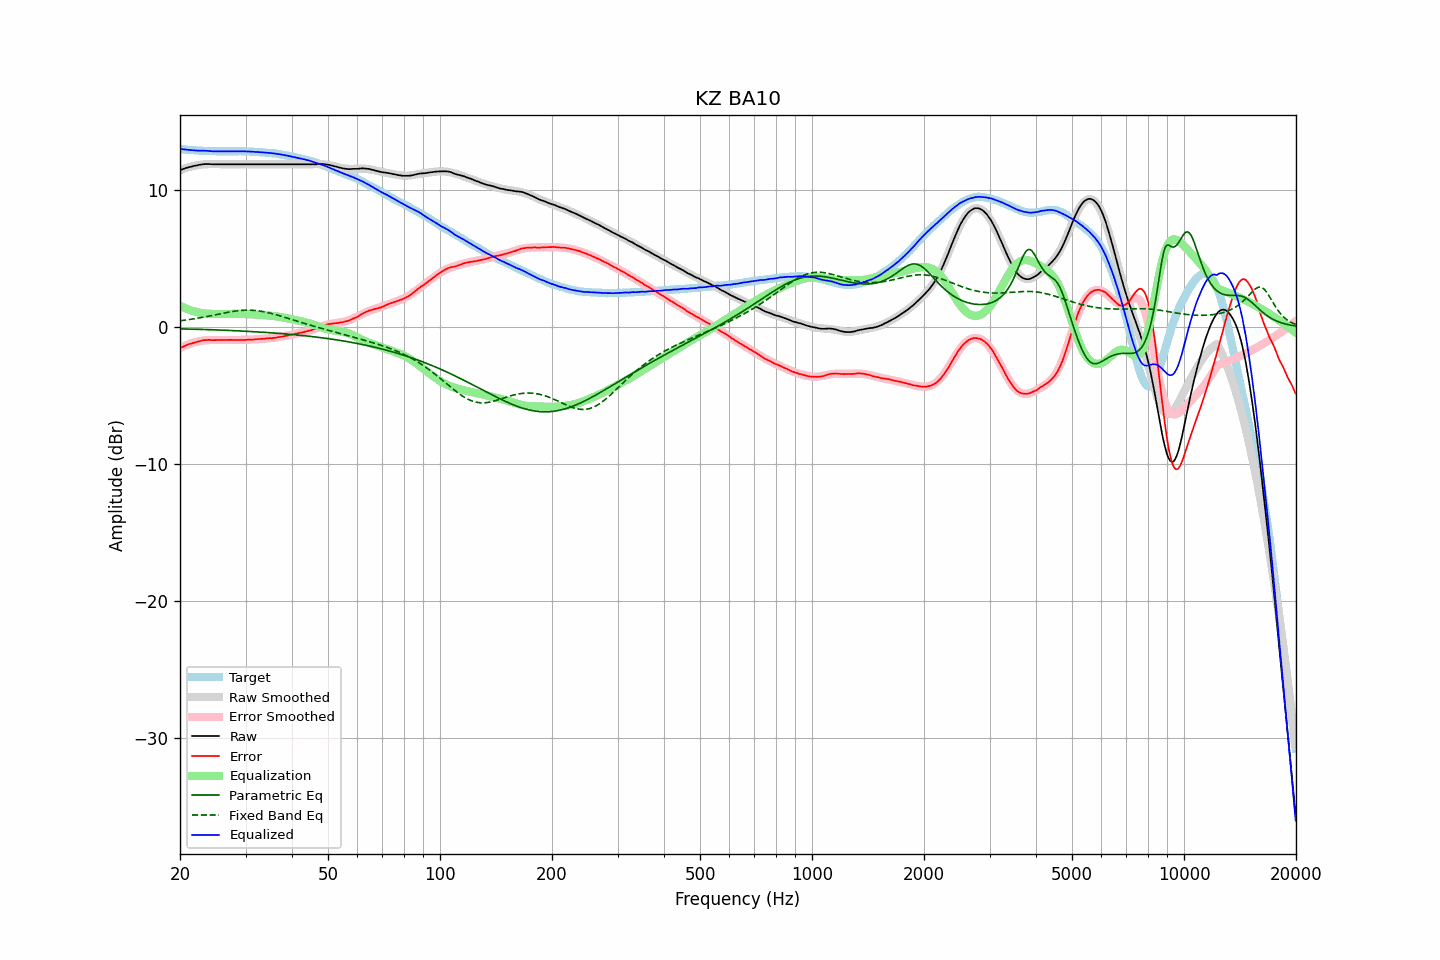 KZ BA10
Amplitude (dBr)
10
0
−10
−20
−30
Target
Raw Smoothed
Error Smoothed
Raw
Error
Equalization
Parametric Eq
Fixed Band Eq
Equalized
20 50 100 200 500 1000 2000 5000 10000 20000
Frequency (Hz)